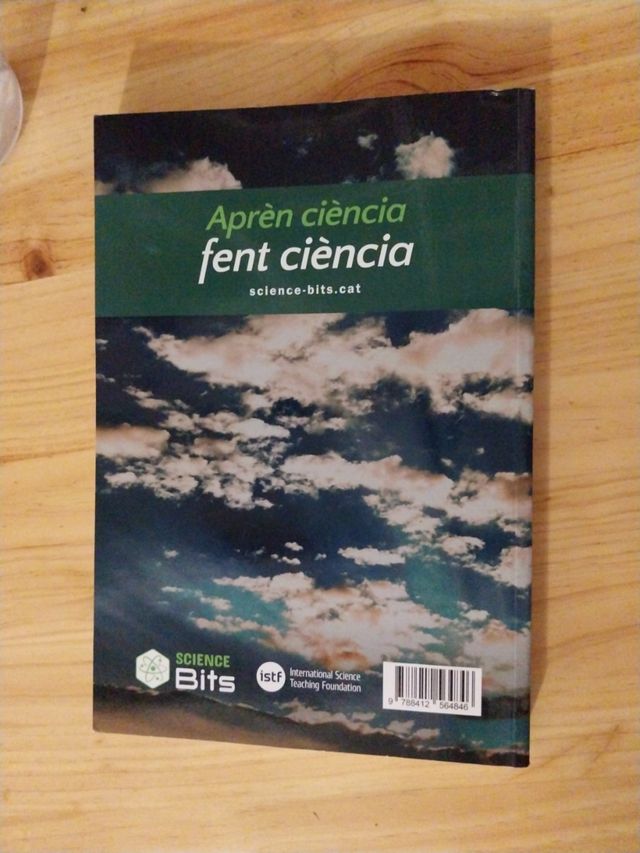 Aprèn ciència
fent ciència
science-bits.cat
SCIENCE
Bits
istf
International Science
Teaching Foundation
9 788412 564846